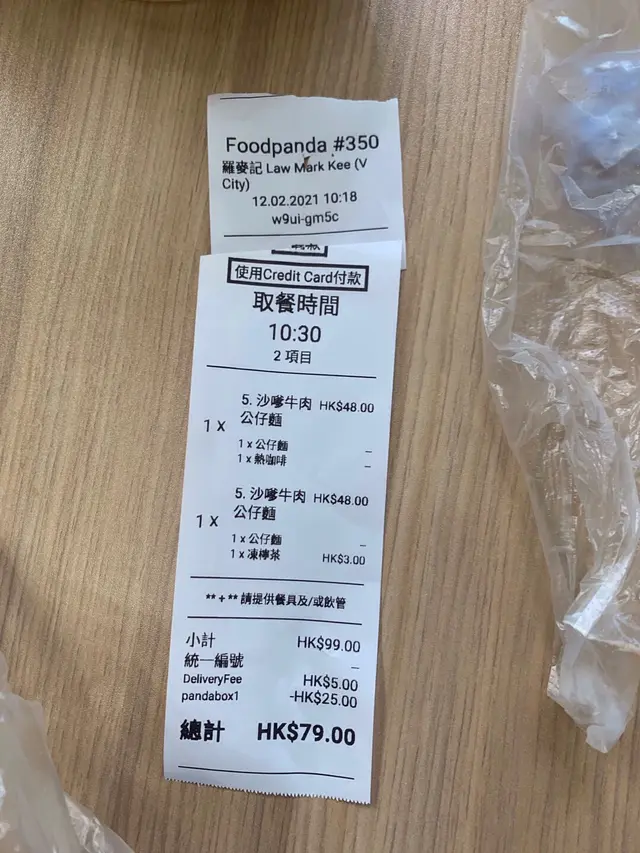 Foodpanda #350
羅麥記 Law Mark Kee (V
City)
12.02.2021 10:18
w9ui-gm5c
使用Credit Card付款
取餐時間
10:30
2 項目
5. 沙嗲牛肉 HK$48.00
1 X 公仔麵
1 x 公仔麵 –
1 x 熱咖啡 –
5. 沙嗲牛肉 HK$48.00
1 X 公仔麵
1 x 公仔麵 –
1 x 凍檸茶 HK$3.00
** + ** 請提供餐具及/或飲管
小計 HK$99.00
統一編號 –
DeliveryFee HK$5.00
pandabox1 -HK$25.00
總計 HK$79.00